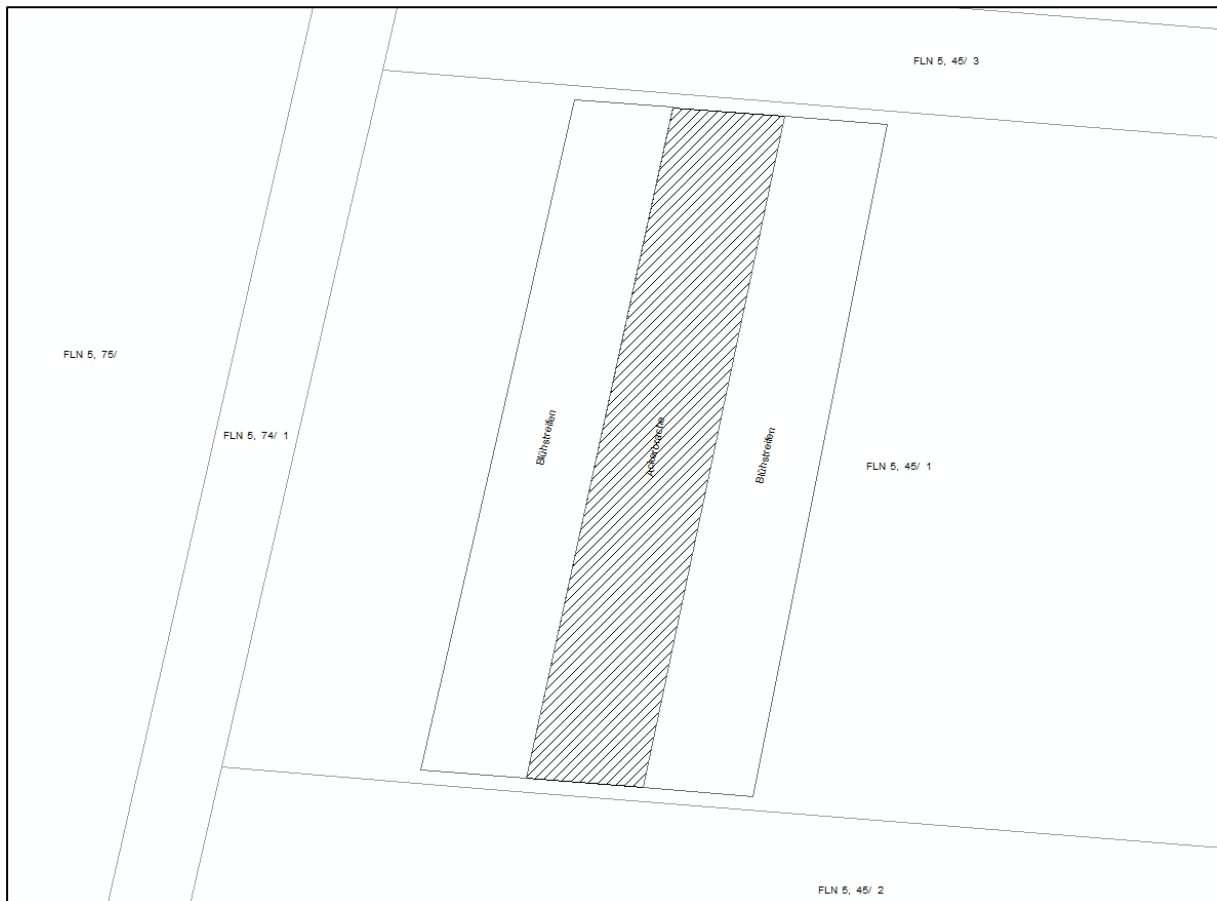 FLN 5, 45/ 3
FLN 5, 75/
FLN 5, 74/ 1
Blühstreifen
Ackerbrache
Blühstreifen
FLN 5, 45/ 1
FLN 5, 45/ 2